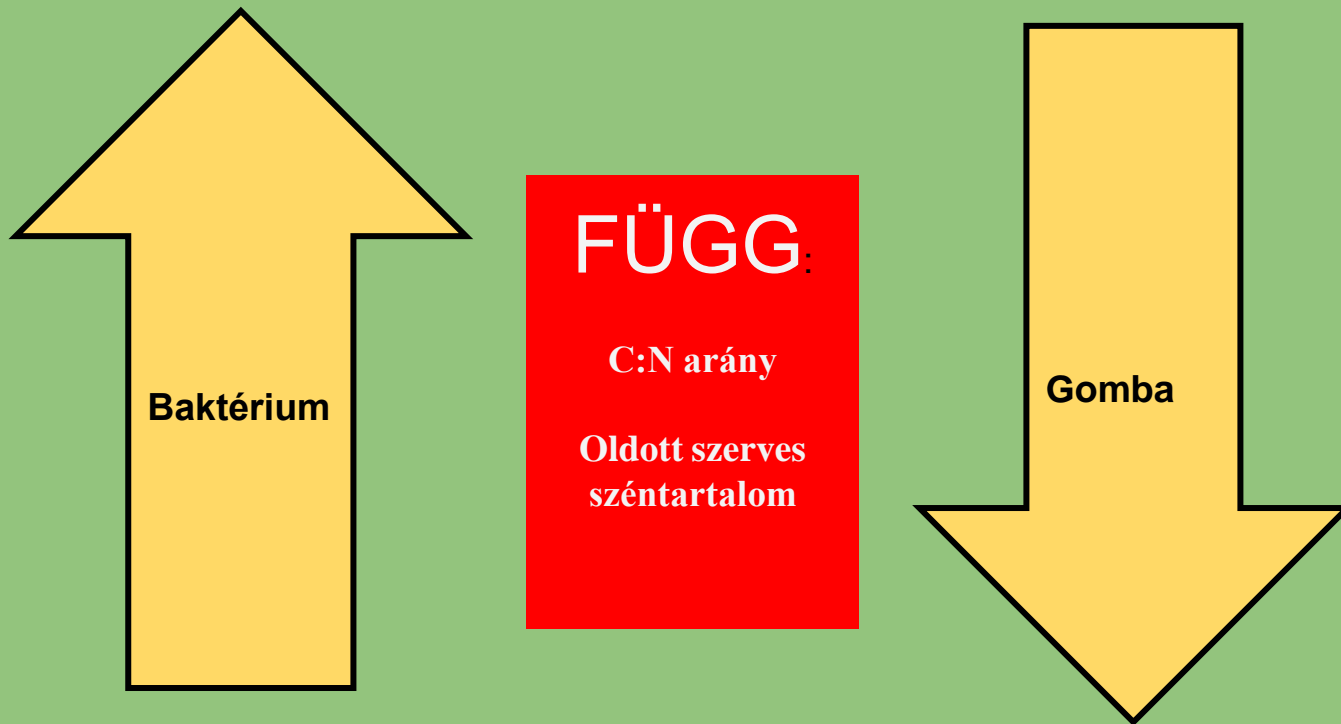 Baktérium
FÜGG:
C:N arány
Oldott szerves
széntartalom
Gomba